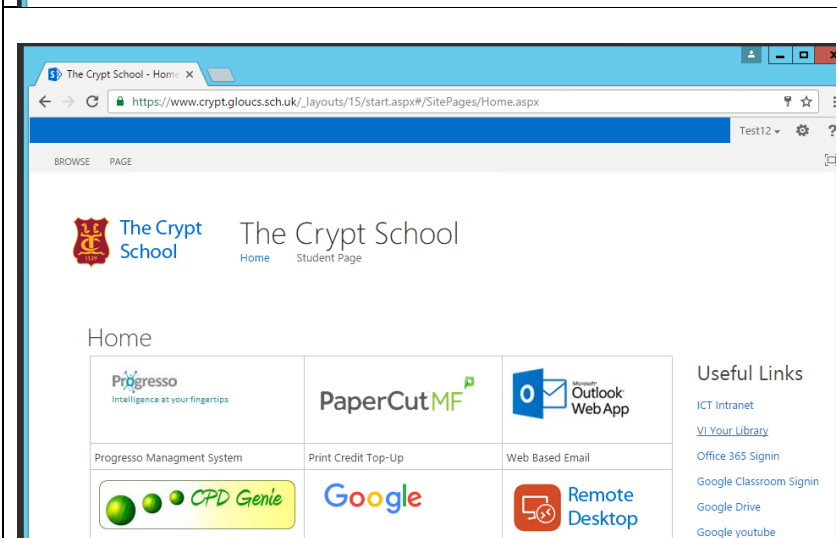 The Crypt School - Home
https://www.crypt.gloucs.sch.uk/_layouts/15/start.aspx#/SitePages/Home.aspx
Test12
BROWSE PAGE
The Crypt School
1539
The Crypt School
Home Student Page
Home
Progresso
Intelligence at your fingertips
PaperCutMF
Microsoft
Outlook
Web App
Useful Links
ICT Intranet
VI Your Library
Progresso Managment System
Print Credit Top-Up
Web Based Email
Office 365 Signin
Google Classroom Signin
CPD Genie
Google
Remote
Desktop
Google Drive
Google youtube